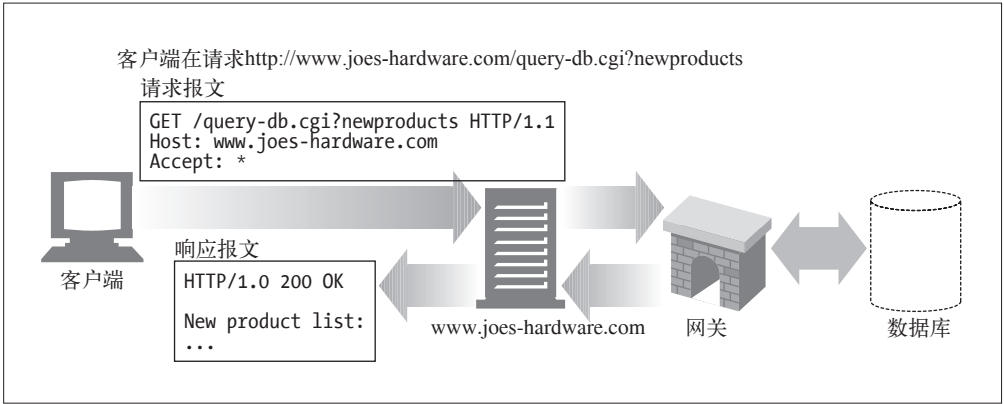 客户端在请求http://www.joes-hardware.com/query-db.cgi?newproducts
请求报文
GET /query-db.cgi?newproducts HTTP/1.1
Host: www.joes-hardware.com
Accept: *
客户端
响应报文
HTTP/1.0 200 OK
New product list:
...
www.joes-hardware.com
网关
数据库